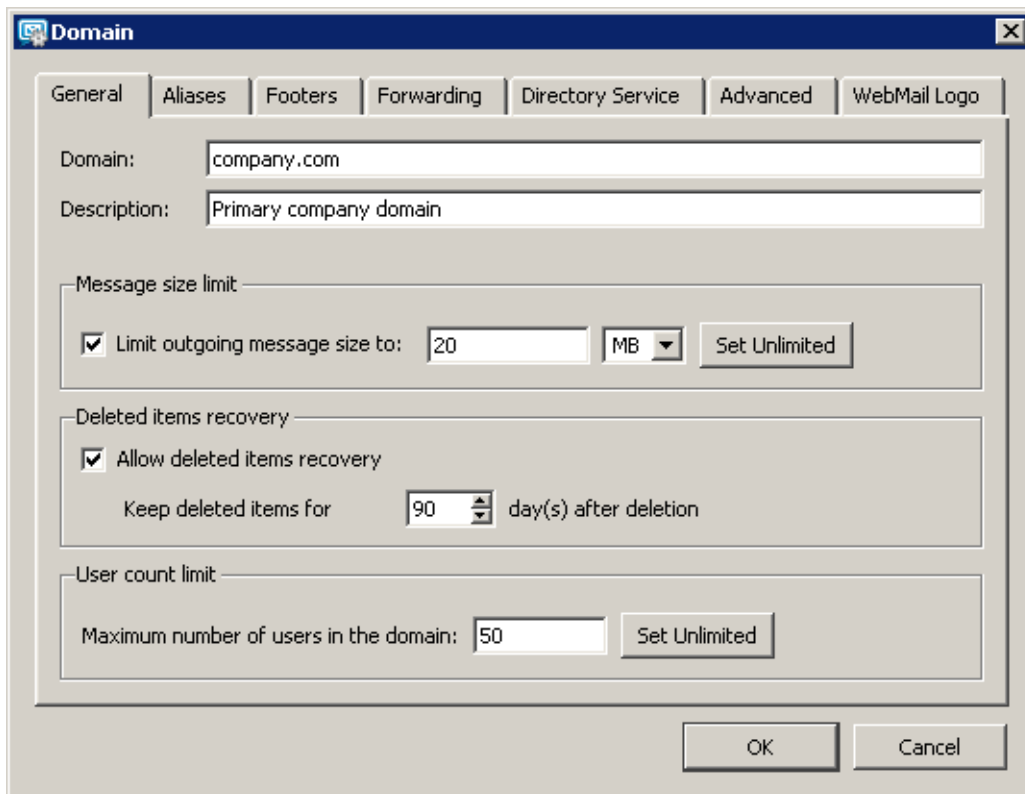 Domain
General Aliases Footers Forwarding Directory Service Advanced WebMail Logo
Domain: company.com
Description: Primary company domain
Message size limit
Limit outgoing message size to: 20 MB Set Unlimited
Deleted items recovery
Allow deleted items recovery
Keep deleted items for 90 day(s) after deletion
User count limit
Maximum number of users in the domain: 50 Set Unlimited
OK Cancel